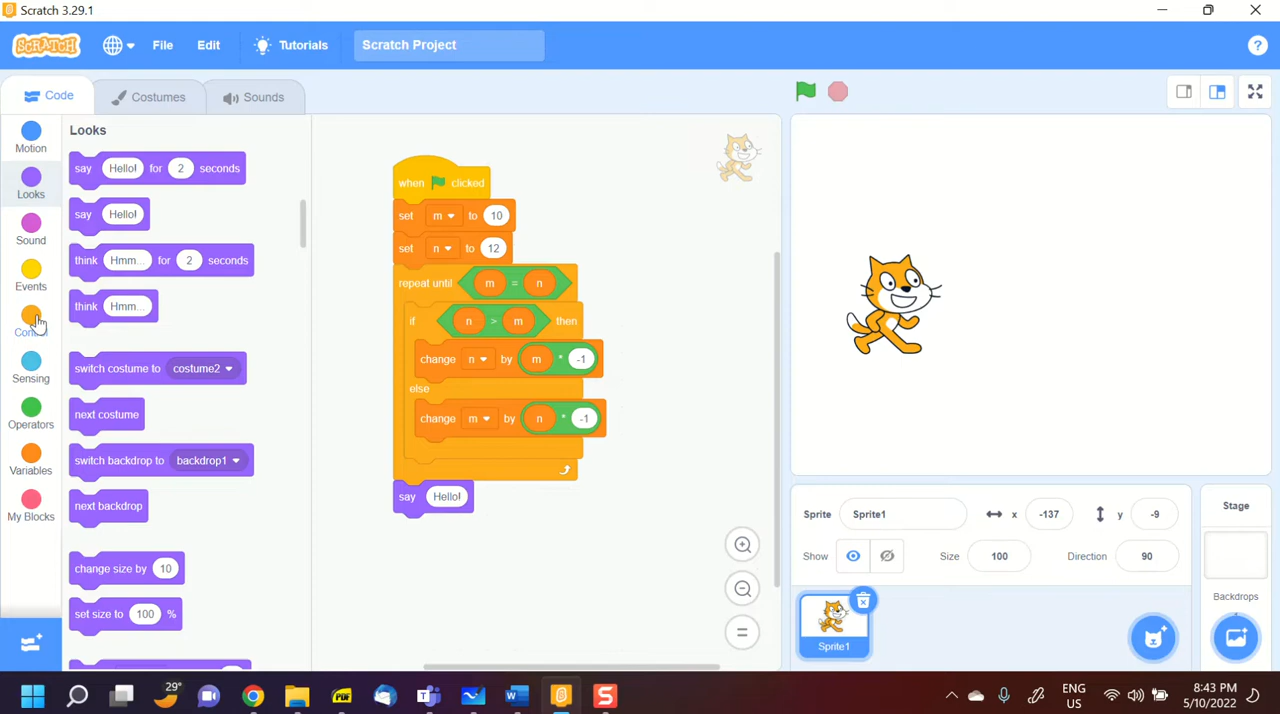 Scratch 3.29.1
SCRATCH
File
Edit
Tutorials
Scratch Project
?
Code
Costumes
Sounds
Motion
Looks
Sound
Events
Control
Sensing
Operators
Variables
My Blocks
Looks
say Hello! for 2 seconds
say Hello!
think Hmm... for 2 seconds
think Hmm...
switch costume to costume2
next costume
switch backdrop to backdrop1
next backdrop
change size by 10
set size to 100 %
when clicked
set m to 10
set n to 12
repeat until m = n
if n > m then
change n by m * -1
else
change m by n * -1
say Hello!
Sprite Sprite1 x -137 y -9
Show Size 100 Direction 90
Sprite1
Stage
Backdrops
29°
PDF
ENG
US
8:43 PM
5/10/2022